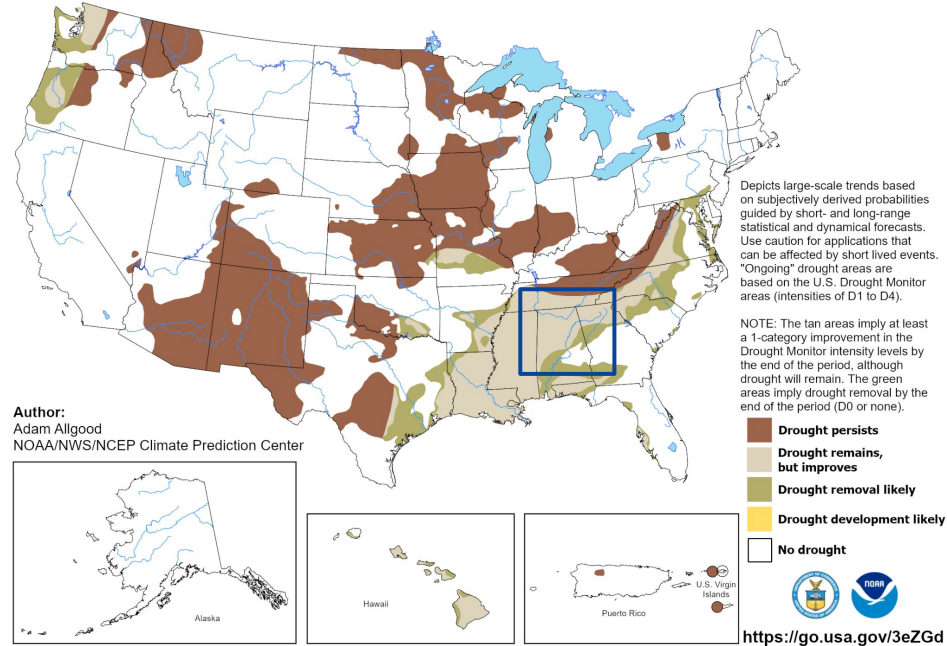 Depicts large-scale trends based
on subjectively derived probabilities
guided by short- and long-range
statistical and dynamical forecasts.
Use caution for applications that
can be affected by short lived events.
"Ongoing" drought areas are
based on the U.S. Drought Monitor
areas (intensities of D1 to D4).
NOTE: The tan areas imply at least
a 1-category improvement in the
Drought Monitor intensity levels by
the end of the period, although
drought will remain. The green
areas imply drought removal by the
end of the period (D0 or none).
Author:
Adam Allgood
NOAA/NWS/NCEP Climate Prediction Center
Drought persists
Drought remains,
but improves
Drought removal likely
Drought development likely
No drought
Alaska
Hawaii
Puerto Rico
U.S. Virgin
Islands
NOAA
https://go.usa.gov/3eZGd